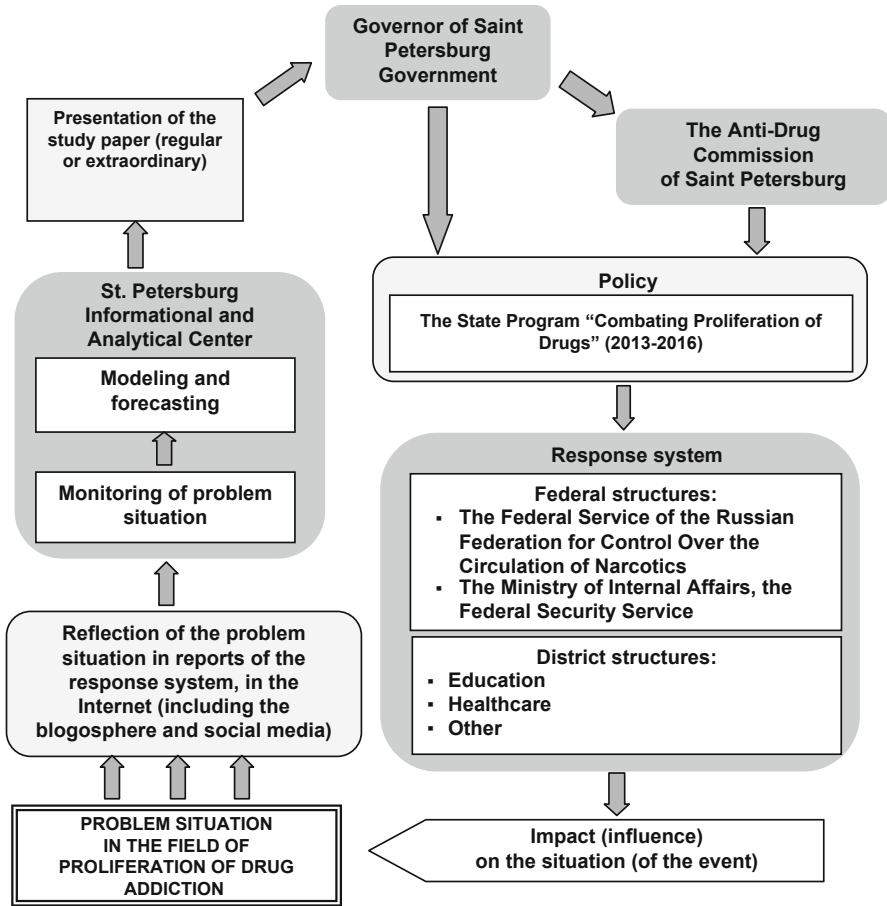 Governor of Saint
Petersburg
Government
Presentation of the
study paper (regular
or extraordinary)
The Anti-Drug
Commission
of Saint Petersburg
St. Petersburg
Informational and
Analytical Center
Modeling and
forecasting
Monitoring of problem
situation
Policy
The State Program “Combating Proliferation of
Drugs” (2013-2016)
Response system
Federal structures:
▪ The Federal Service of the Russian
Federation for Control Over the
Circulation of Narcotics
▪ The Ministry of Internal Affairs, the
Federal Security Service
District structures:
▪ Education
▪ Healthcare
▪ Other
Reflection of the problem
situation in reports of the
response system, in the
Internet (including the
blogosphere and social media)
PROBLEM SITUATION
IN THE FIELD OF
PROLIFERATION OF DRUG
ADDICTION
Impact (influence)
on the situation (of the event)